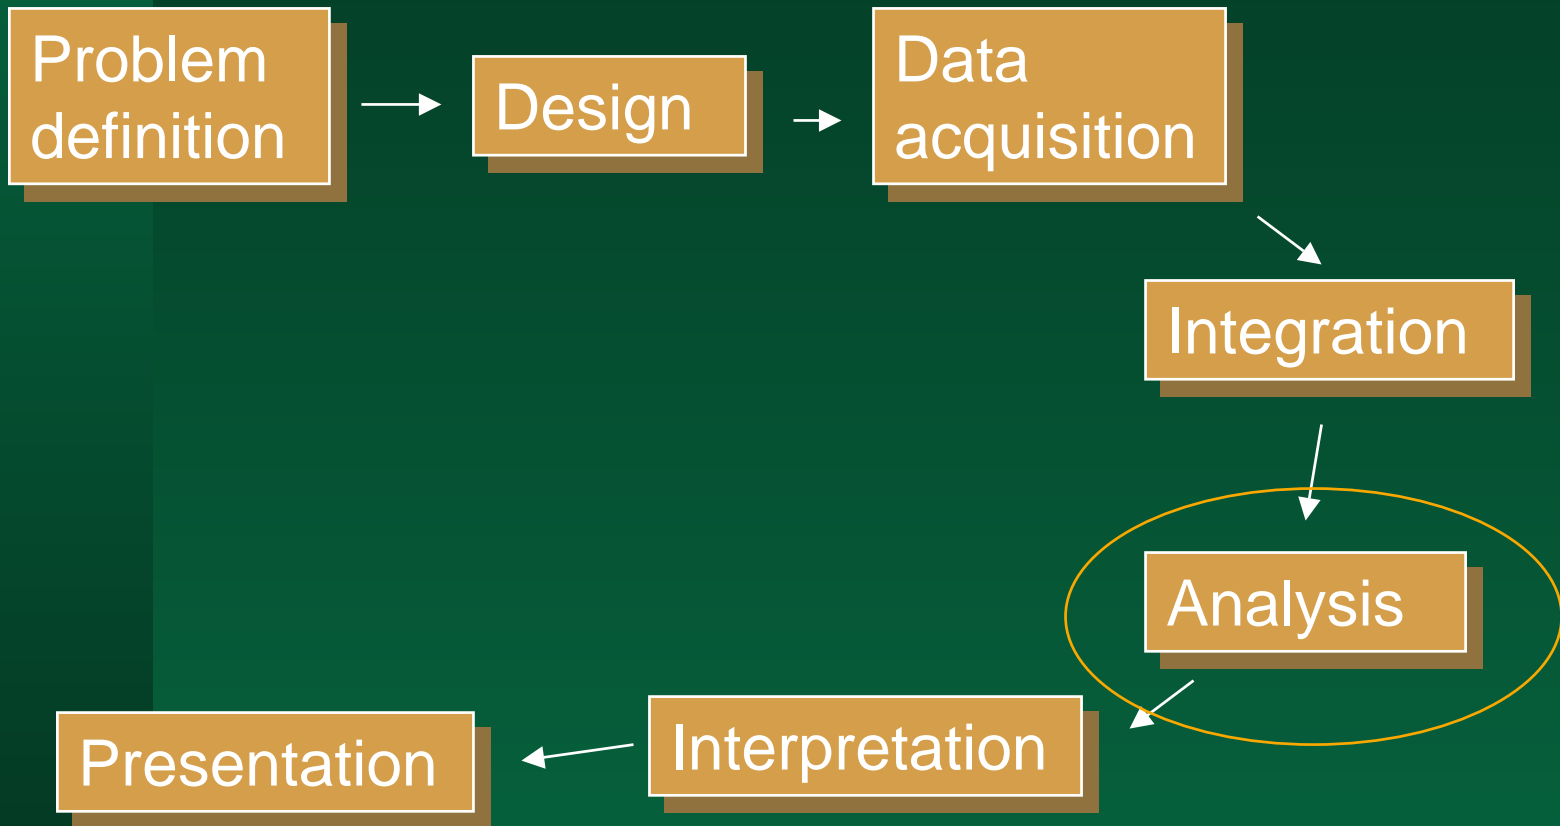 Problem
definition
Design
Data
acquisition
Integration
Analysis
Interpretation
Presentation